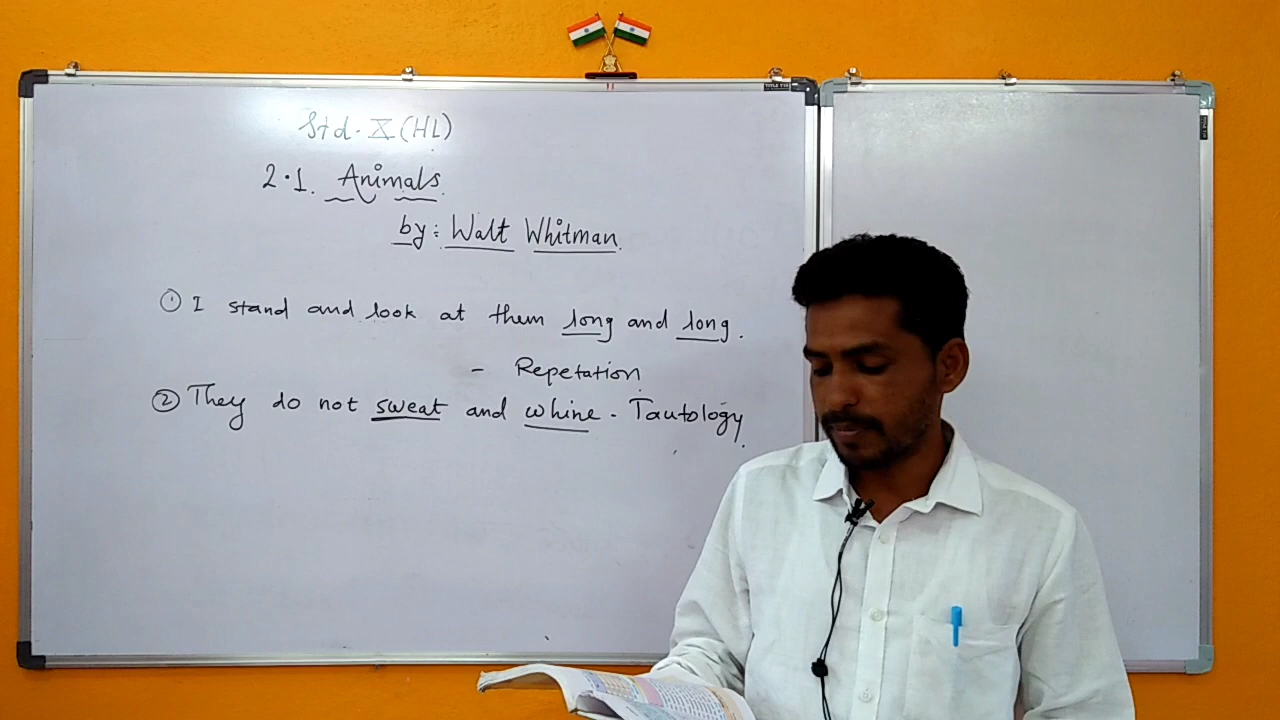 Std. X (HL)
2.1. Animals.
by: Walt Whitman.
① I stand and look at them long and long.
- Repetation
② They do not sweat and whine - Tautology.